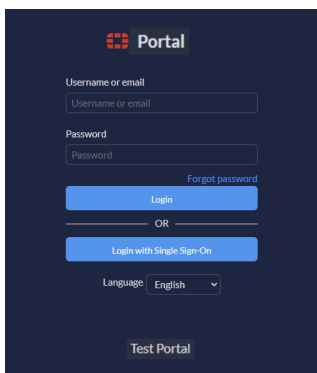 Portal
Username or email
Username or email
Password
Password
Forgot password
Login
OR
Login with Single Sign-On
Language English
Test Portal